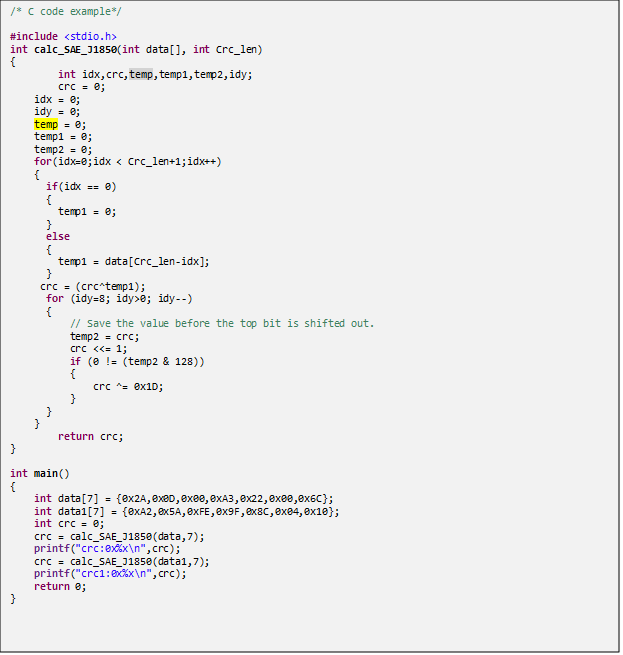 /* C code example*/
#include <stdio.h>
int calc_SAE_J1850(int data[], int Crc_len)
{
int idx,crc,temp,temp1,temp2,idy;
crc = 0;
idx = 0;
idy = 0;
temp = 0;
temp1 = 0;
temp2 = 0;
for(idx=0;idx < Crc_len+1;idx++)
{
if(idx == 0)
{
temp1 = 0;
}
else
{
temp1 = data[Crc_len-idx];
}
crc = (crc^temp1);
for (idy=8; idy>0; idy--)
{
// Save the value before the top bit is shifted out.
temp2 = crc;
crc <<= 1;
if (0 != (temp2 & 128))
{
crc ^= 0x1D;
}
}
}
return crc;
}
int main()
{
int data[7] = {0x2A,0x0D,0x00,0xA3,0x22,0x00,0x6C};
int data1[7] = {0xA2,0x5A,0xFE,0x9F,0x8C,0x04,0x10};
int crc = 0;
crc = calc_SAE_J1850(data,7);
printf("crc:0x%x\n",crc);
crc = calc_SAE_J1850(data1,7);
printf("crc1:0x%x\n",crc);
return 0;
}